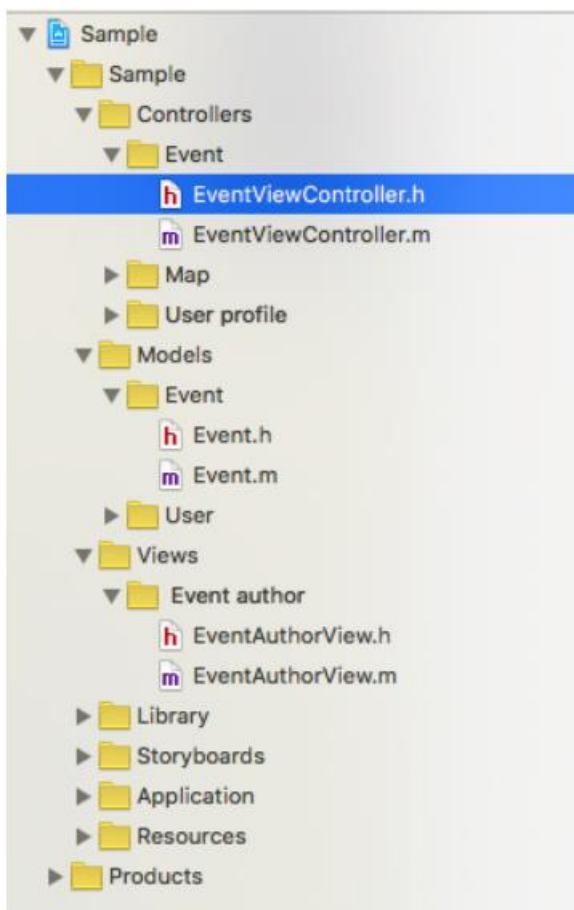 Sample
Sample
Controllers
Event
h EventViewController.h
m EventViewController.m
Map
User profile
Models
Event
h Event.h
m Event.m
User
Views
Event author
h EventAuthorView.h
m EventAuthorView.m
Library
Storyboards
Application
Resources
Products